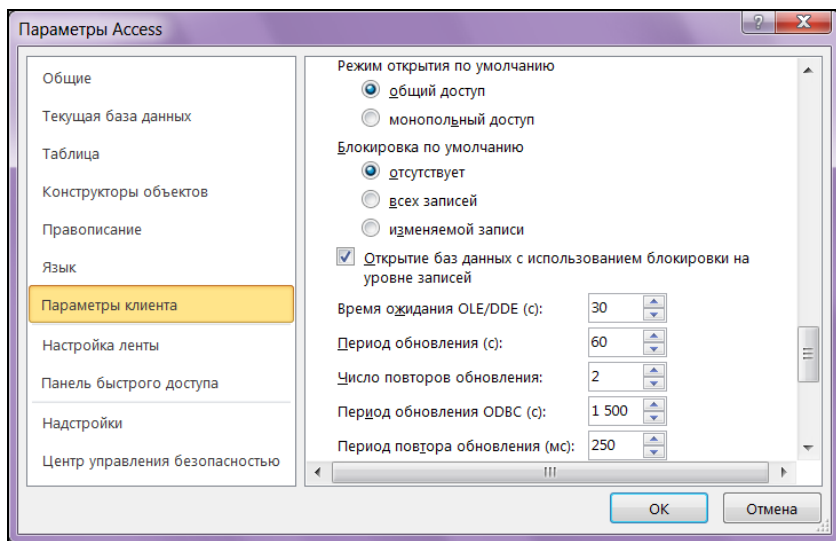 Параметры Access
Общие
Текущая база данных
Таблица
Конструкторы объектов
Правописание
Язык
Параметры клиента
Настройка ленты
Панель быстрого доступа
Надстройки
Центр управления безопасностью
Режим открытия по умолчанию
общий доступ
монопольный доступ
Блокировка по умолчанию
отсутствует
всех записей
изменяемой записи
Открытие баз данных с использованием блокировки на
уровне записей
Время ожидания OLE/DDE (с): 30
Период обновления (с): 60
Число повторов обновления: 2
Период обновления ODBC (с): 1 500
Период повтора обновления (мс): 250
ОК
Отмена